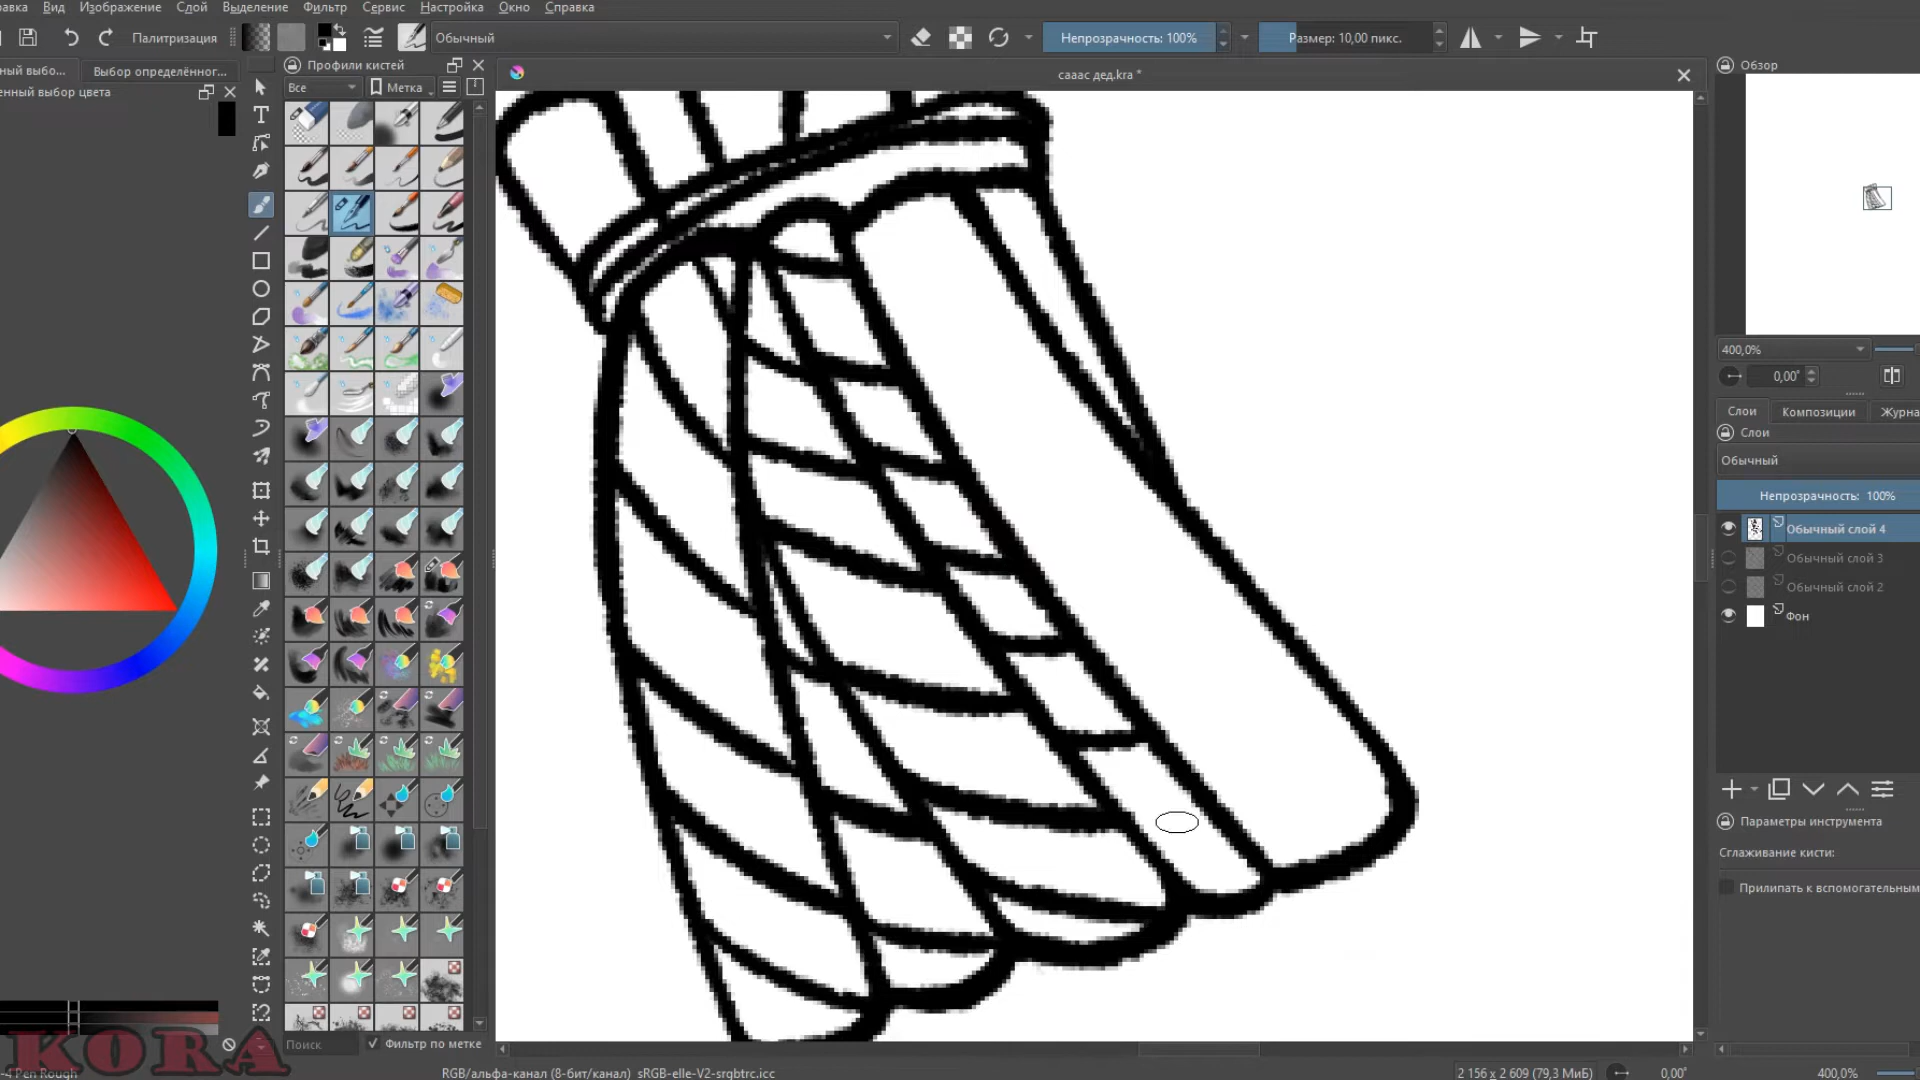 равка Вид Изображение Слой Выделение Фильтр Сервис Настройка Окно Справка
Палитризация Обычный Непрозрачность: 100% Размер: 10,00 пикс.
ный выбо... Выбор определённог...
енный выбор цвета
Профили кистей
Все Метка
сааас дед.kra *
Обзор
400,0%
0,00°
Слои Композиции Журна
Слои
Обычный
Непрозрачность: 100%
Обычный слой 4
Обычный слой 3
Обычный слой 2
Фон
Параметры инструмента
Сглаживание кисти:
Прилипать к вспомогательным
Поиск Фильтр по метке
KORA
-4 Pen Rough
RGB/альфа-канал (8-бит/канал) sRGB-elle-V2-srgbtrc.icc
2 156 x 2 609 (79,3 МиБ) 0,00° 400,0%